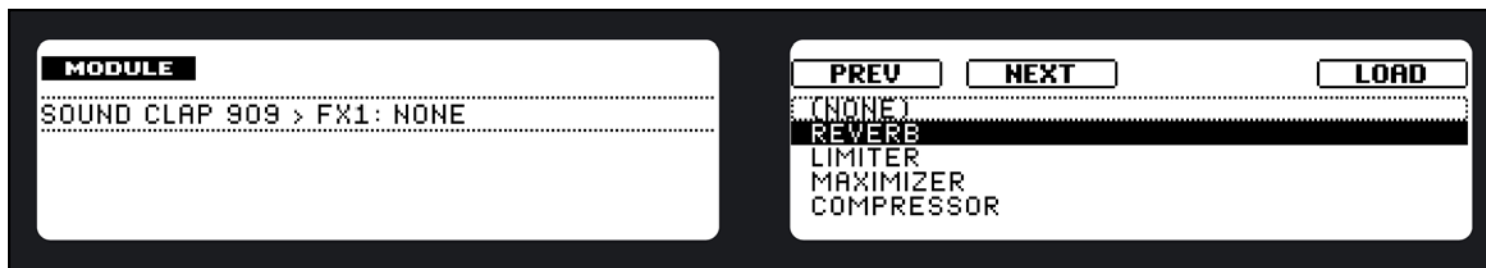 MODULE
SOUND CLAP 909 > FX1: NONE
PREV NEXT LOAD
(NONE)
REVERB
LIMITER
MAXIMIZER
COMPRESSOR